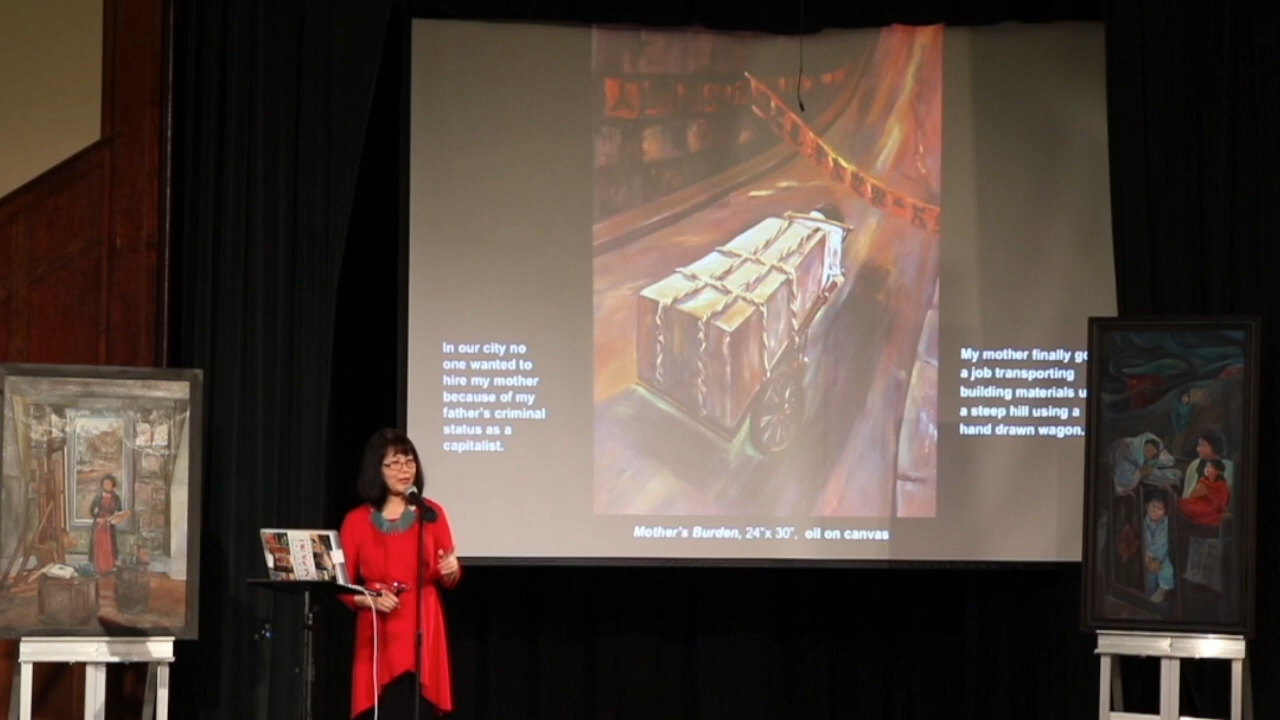 In our city no
one wanted to
hire my mother
because of my
father's criminal
status as a
capitalist.
My mother finally
a job transporting
building materials
a steep hill using a
hand drawn wagon.
Mother's Burden, 24"x 30", oil on canvas